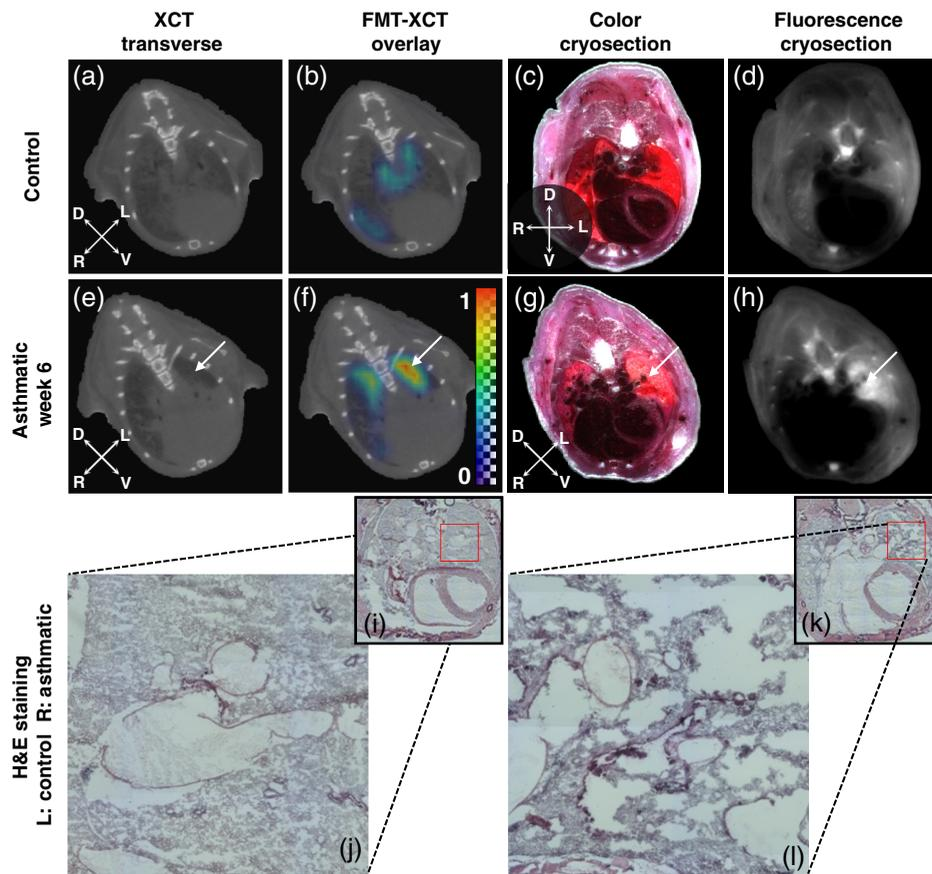 XCT
transverse
FMT-XCT
overlay
Color
cryosection
Fluorescence
cryosection
Control
(a)
D L
R V
(b)
(c)
D
R L
V
(d)
Asthmatic
week 6
(e)
D L
R V
(f)
1
0
(g)
D L
R V
(h)
H&E staining
L: control R: asthmatic
(i)
(j)
(k)
(l)